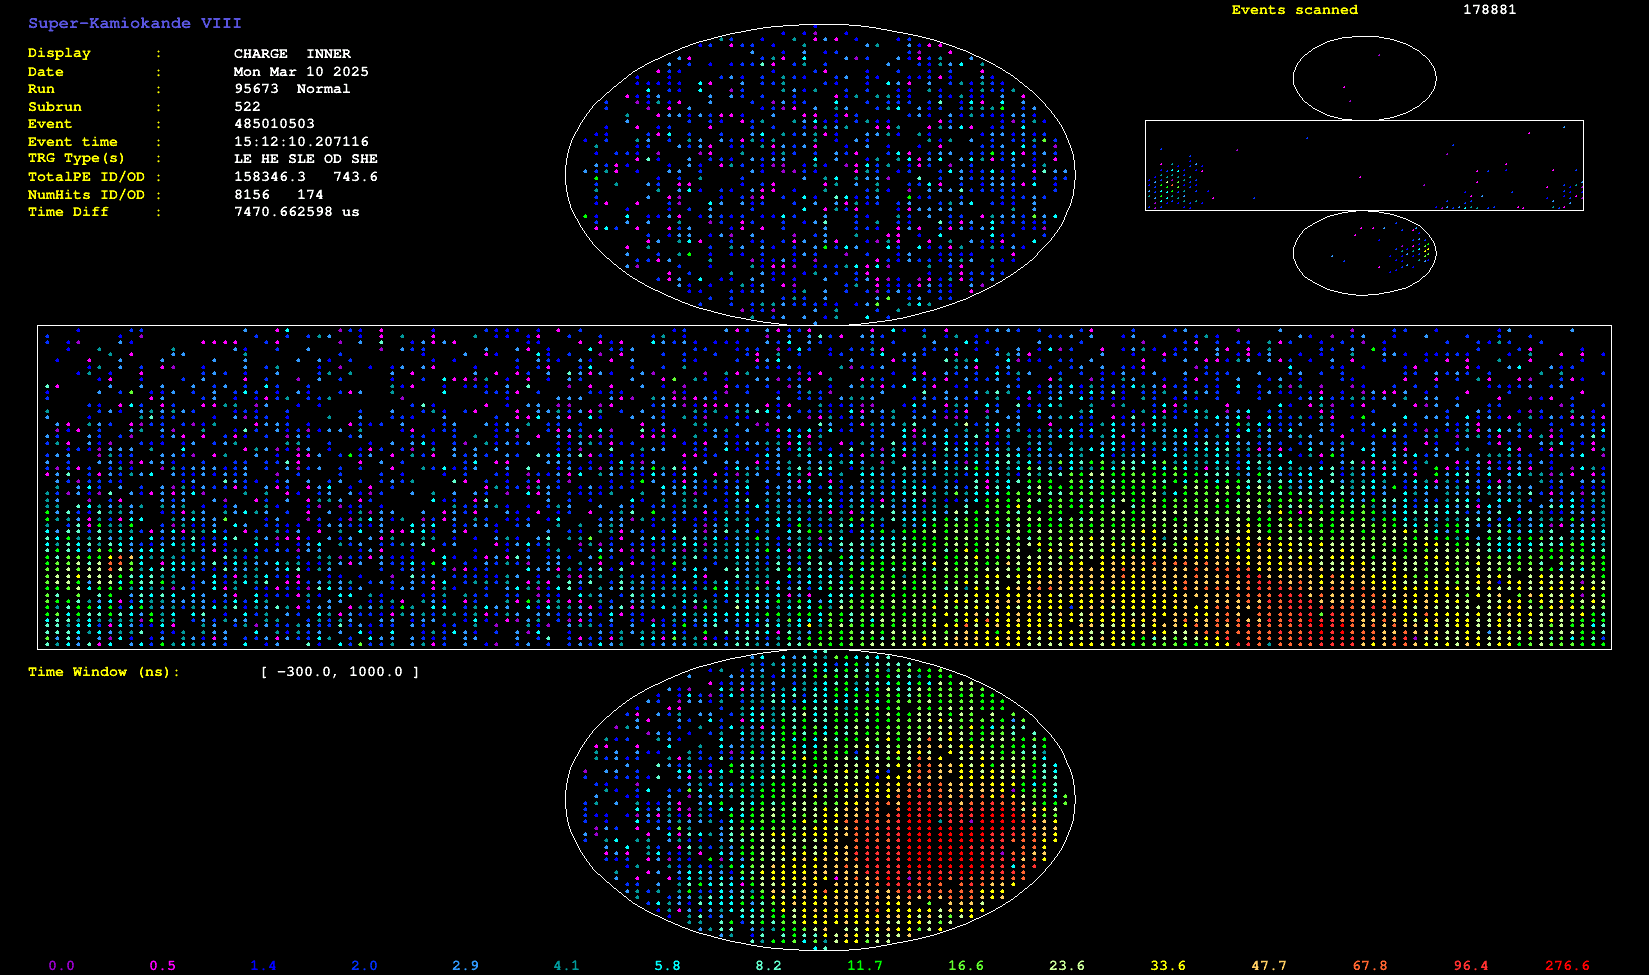 Super-Kamiokande VIII
Events scanned 178881
Display : CHARGE INNER
Date : Mon Mar 10 2025
Run : 95673 Normal
Subrun : 522
Event : 485010503
Event time : 15:12:10.207116
TRG Type(s) : LE HE SLE OD SHE
TotalPE ID/OD : 158346.3 743.6
NumHits ID/OD : 8156 174
Time Diff : 7470.662598 us
Time Window (ns): [ -300.0, 1000.0 ]
0.0 0.5 1.4 2.0 2.9 4.1 5.8 8.2 11.7 16.6 23.6 33.6 47.7 67.8 96.4 276.6